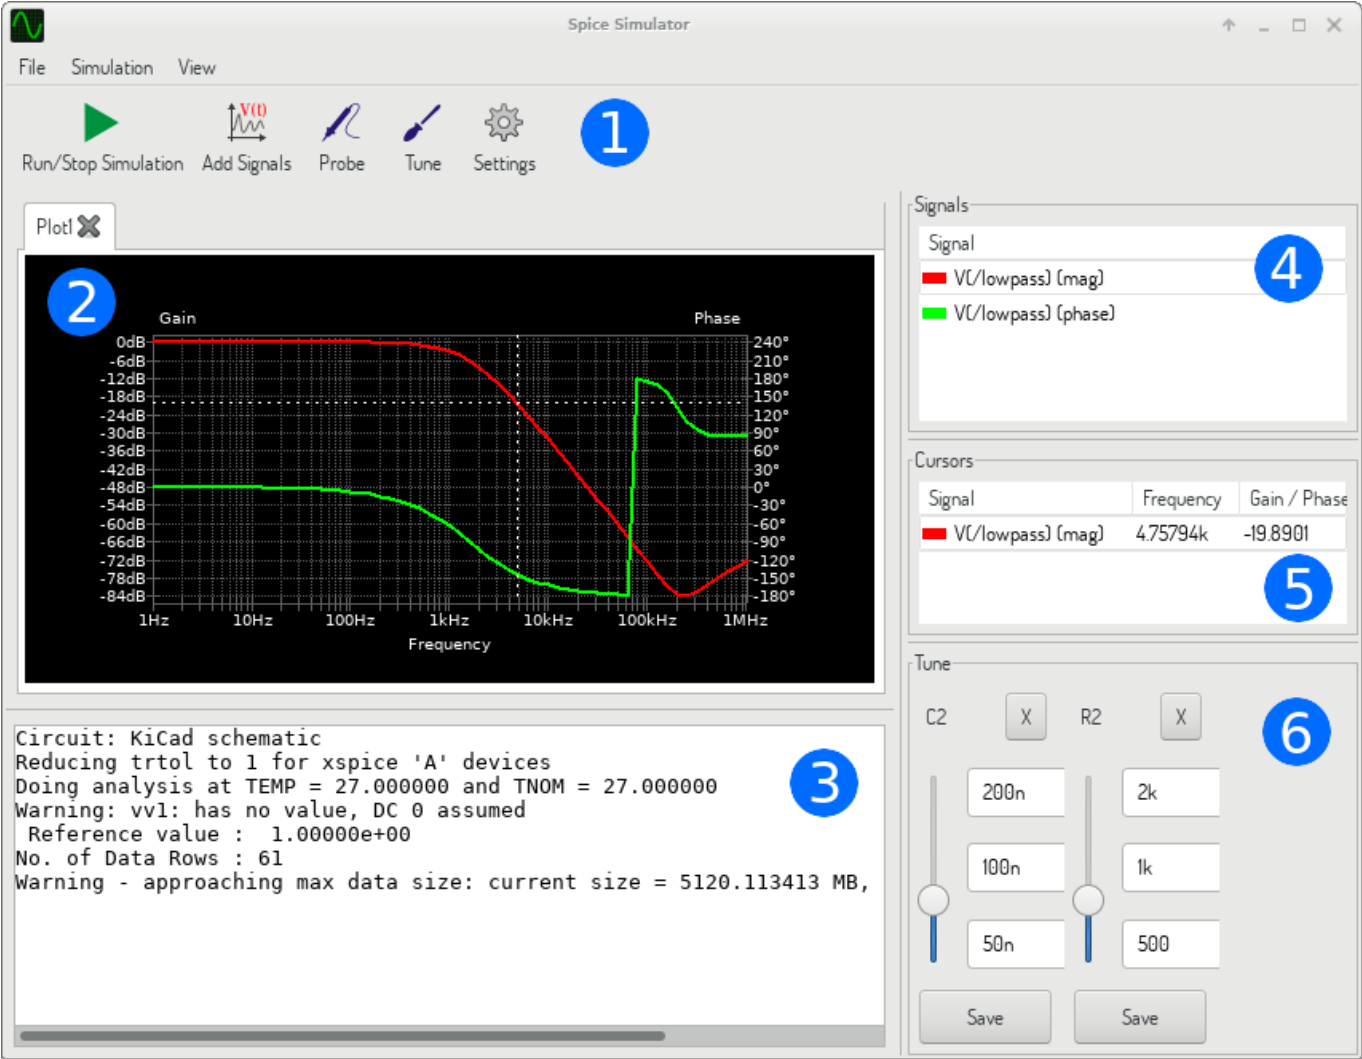 Spice Simulator
File Simulation View
Run/Stop Simulation Add Signals Probe Tune Settings
V(t)
1
Plot1
2
Gain Phase
0dB 240°
-6dB 210°
-12dB 180°
-18dB 150°
-24dB 120°
-30dB 90°
-36dB 60°
-42dB 30°
-48dB 0°
-54dB -30°
-60dB -60°
-66dB -90°
-72dB -120°
-78dB -150°
-84dB -180°
1Hz 10Hz 100Hz 1kHz 10kHz 100kHz 1MHz
Frequency
Circuit: KiCad schematic
Reducing trtol to 1 for xspice 'A' devices
Doing analysis at TEMP = 27.000000 and TNOM = 27.000000
Warning: vv1: has no value, DC 0 assumed
Reference value : 1.00000e+00
No. of Data Rows : 61
Warning - approaching max data size: current size = 5120.113413 MB,
3
Signals
Signal
V(/lowpass) (mag)
V(/lowpass) (phase)
4
Cursors
Signal Frequency Gain / Phase
V(/lowpass) (mag) 4.75794k -19.8901
5
Tune
C2 X R2 X
6
200n 2k
100n 1k
50n 500
Save Save